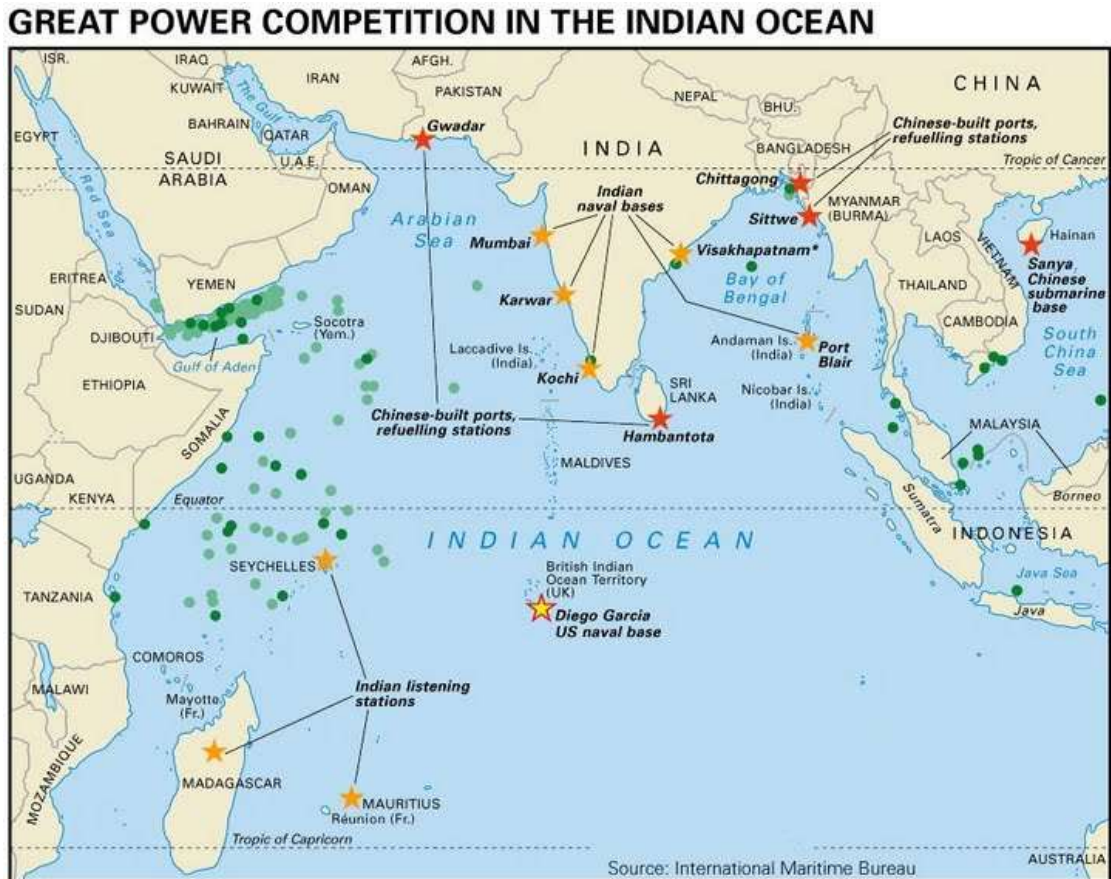 GREAT POWER COMPETITION IN THE INDIAN OCEAN
ISR.
IRAQ
IRAN
AFGH.
KUWAIT
The Gulf
PAKISTAN
NEPAL
BHU.
CHINA
EGYPT
BAHRAIN
QATAR
Gwadar
INDIA
BANGLADESH
Chinese-built ports,
refuelling stations
SAUDI
ARABIA
U.A.E.
OMAN
Tropic of Cancer
Red Sea
Indian
naval bases
Chittagong
MYANMAR
(BURMA)
Arabian
Sea
Mumbai
Sittwe
LAOS
VIETNAM
Hainan
Visakhapatnam*
Sanya
Chinese
submarine
base
ERITREA
YEMEN
Bay of
Bengal
THAILAND
SUDAN
Karwar
DJIBOUTI
Socotra
(Yem.)
CAMBODIA
South
China
Sea
Gulf of Aden
Laccadive Is.
(India)
Andaman Is.
(India)
Port
Blair
ETHIOPIA
Kochi
SRI
LANKA
Nicobar Is.
(India)
SOMALIA
Chinese-built ports,
refuelling stations
Hambantota
MALAYSIA
MALDIVES
UGANDA
KENYA
Equator
Sumatra
Borneo
INDIAN OCEAN
INDONESIA
SEYCHELLES
British Indian
Ocean Territory
(UK)
Java Sea
TANZANIA
Diego Garcia
US naval base
Java
COMOROS
MALAWI
Mayotte
(Fr.)
Indian listening
stations
MOZAMBIQUE
MADAGASCAR
MAURITIUS
Réunion (Fr.)
Tropic of Capricorn
AUSTRALIA
Source: International Maritime Bureau